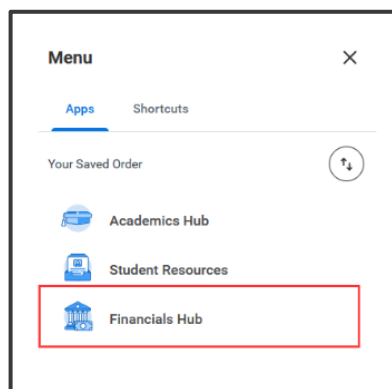 Menu
Apps Shortcuts
Your Saved Order
Academics Hub
Student Resources
Financials Hub